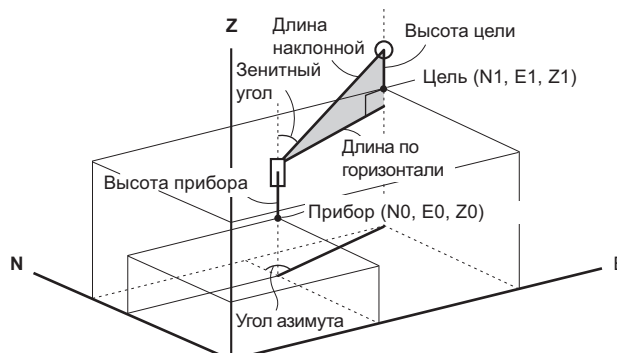 Z
Длина
наклонной
Высота цели
Зенитный
угол
Цель (N1, E1, Z1)
Длина по
горизонтали
Высота прибора
Прибор (N0, E0, Z0)
N
E
Угол азимута